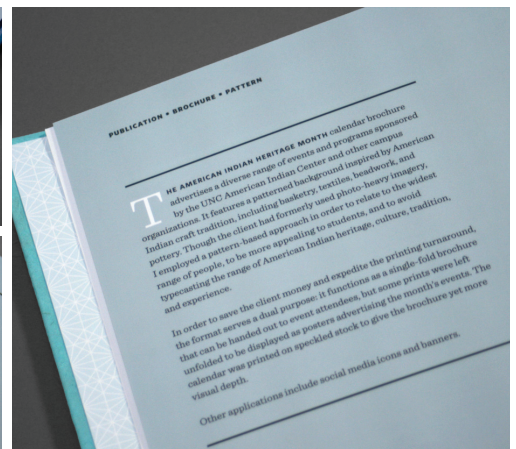 PUBLICATION • BROCHURE • PATTERN
THE AMERICAN INDIAN HERITAGE MONTH calendar brochure
advertises a diverse range of events and programs sponsored
by the UNC American Indian Center and other campus
organizations. It features a patterned background inspired by American
Indian craft tradition, including basketry, textiles, beadwork, and
pottery. Though the client had formerly used photo-heavy imagery,
I employed a pattern-based approach in order to relate to the widest
range of people, to be more appealing to students, and to avoid
typecasting the range of American Indian heritage, culture, tradition,
and experience.
In order to save the client money and expedite the printing turnaround,
the format serves a dual purpose: it functions as a single-fold brochure
that can be handed out to event attendees, but some prints were left
unfolded to be displayed as posters advertising the month's events. The
calendar was printed on speckled stock to give the brochure yet more
visual depth.
Other applications include social media icons and banners.